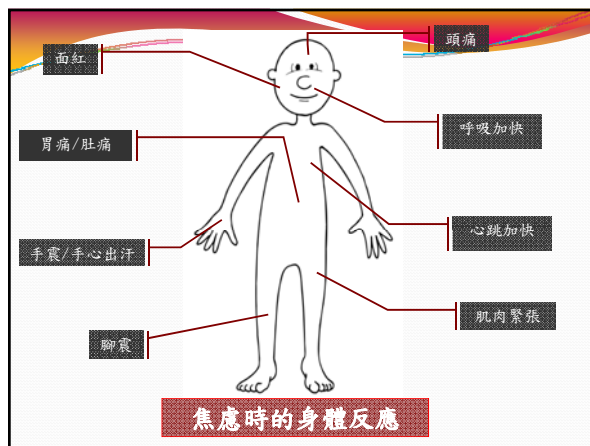 頭痛
面紅
呼吸加快
胃痛/肚痛
心跳加快
手震/手心出汗
肌肉緊張
腳震
焦慮時的身體反應